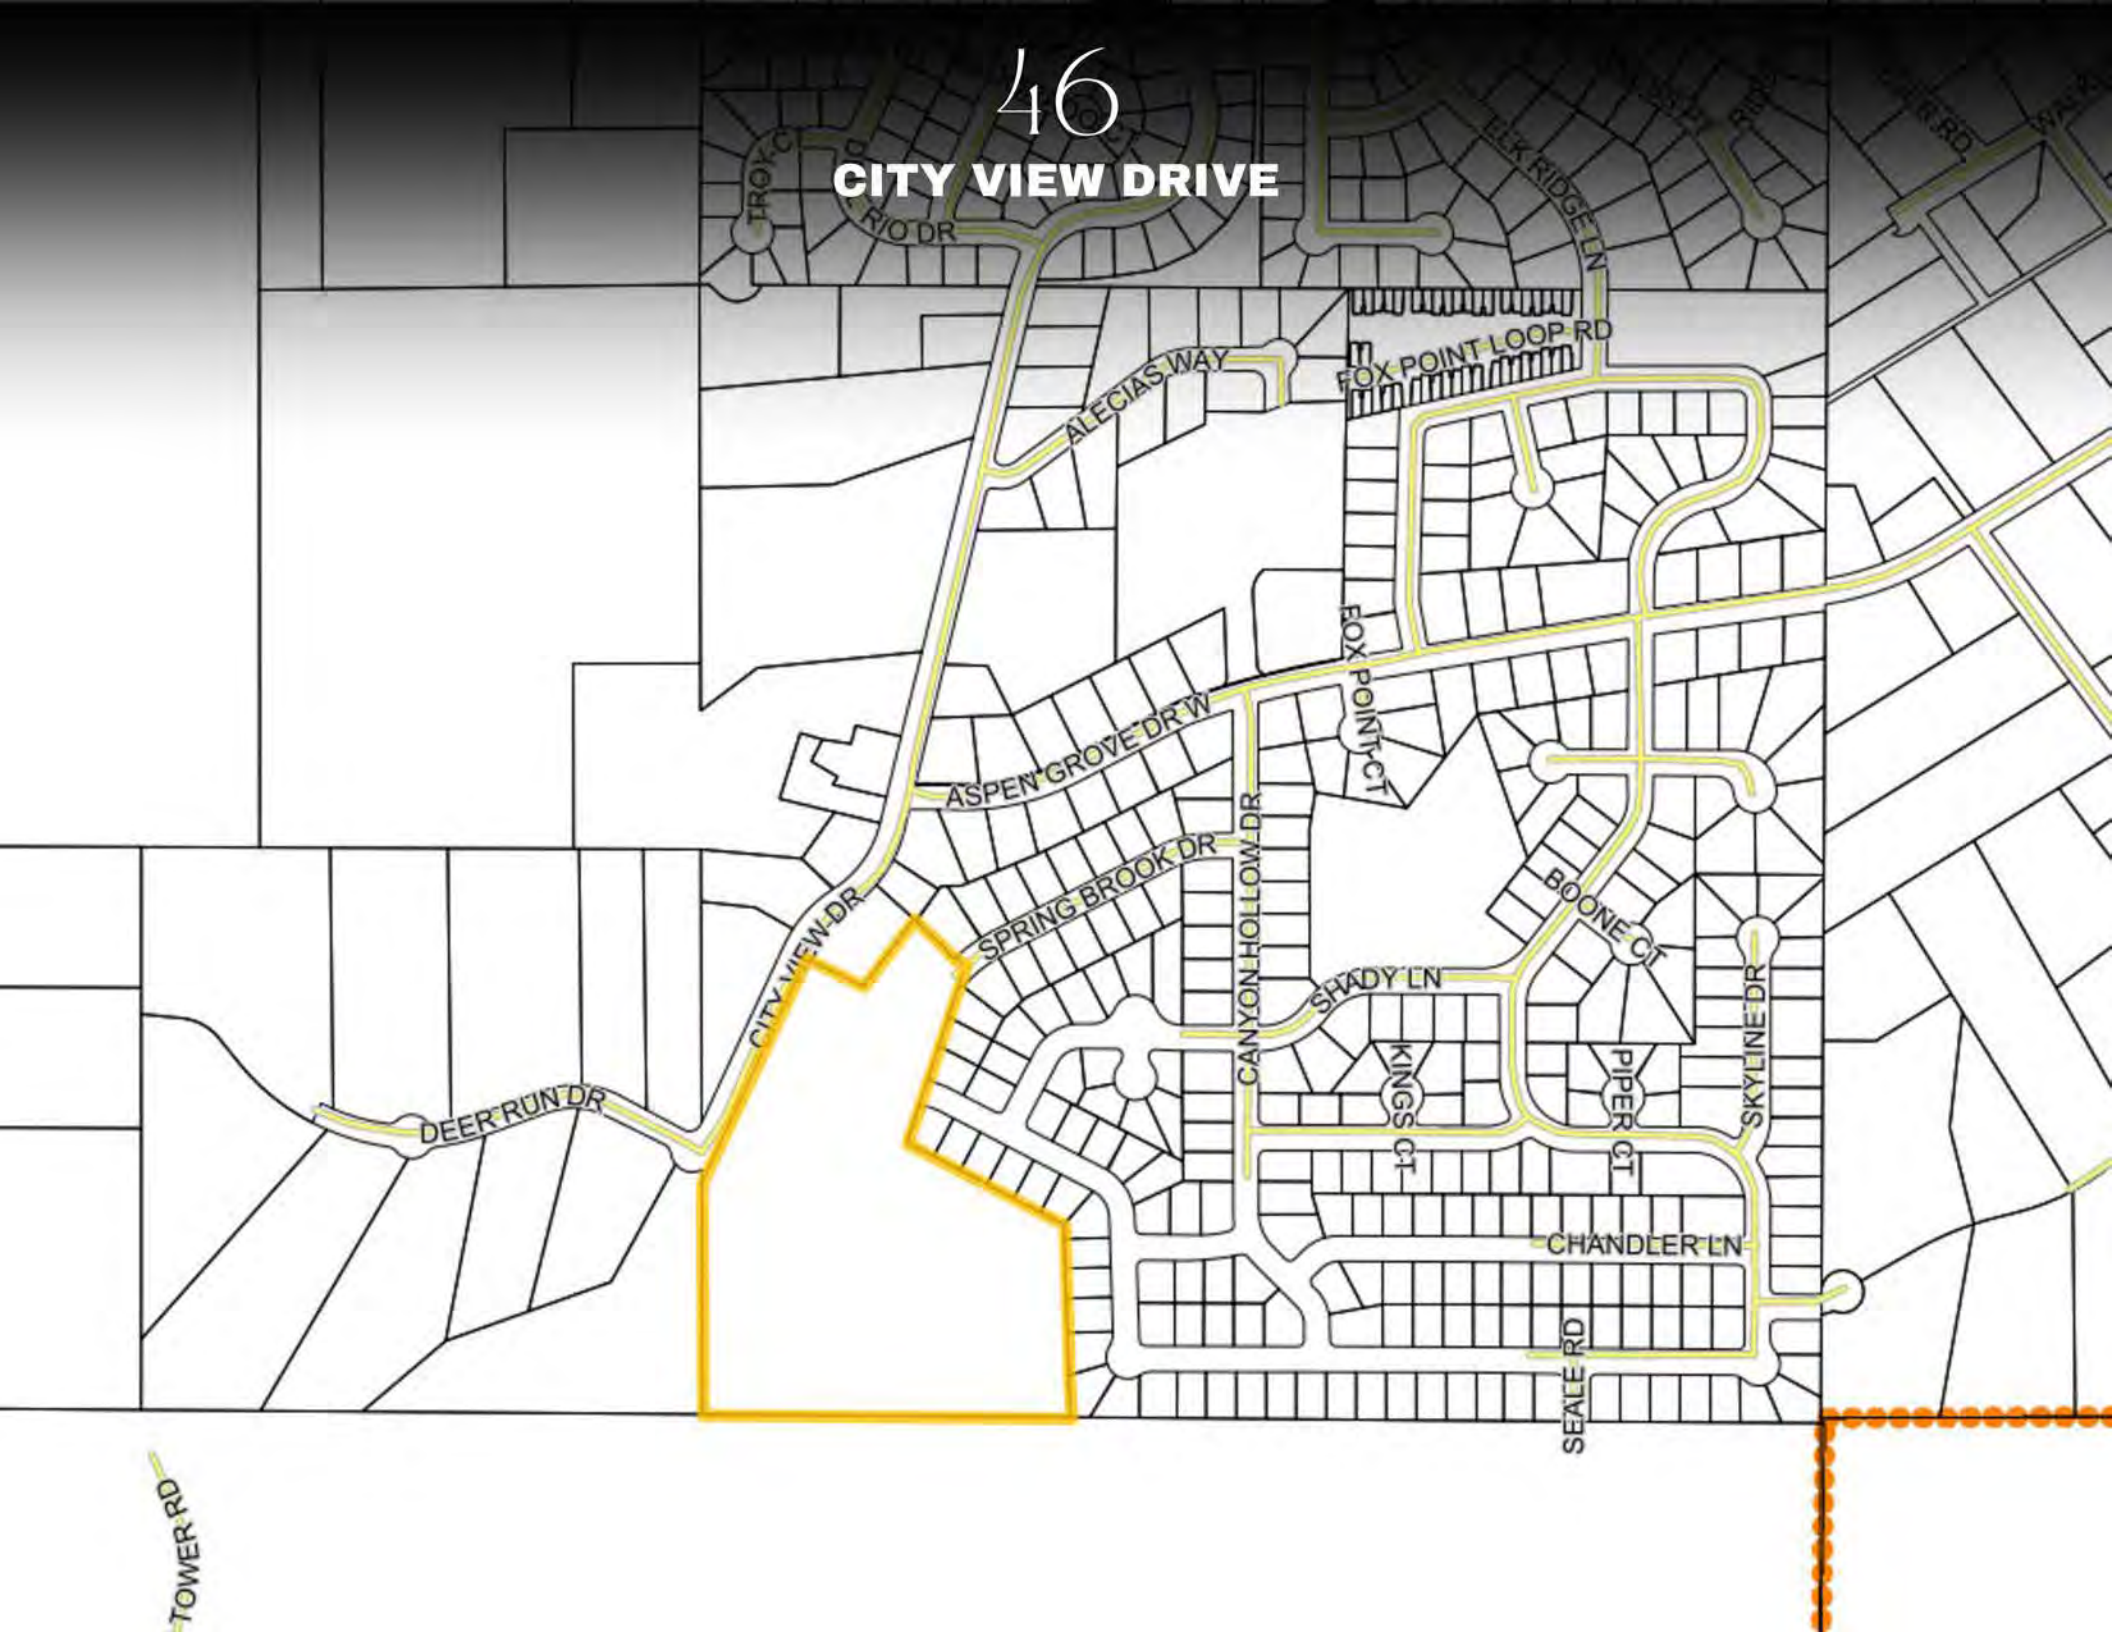 46
CITY VIEW DRIVE
TROY C
RIO DR
ELK RIDGE LN
RD
FOX POINT LOOP RD
ALECIAS WAY
FOX POINT CT
ASPEN GROVE DR W
SPRING BROOK DR
CANYON HOLLOW DR
BOONE CT
CITY VIEW DR
SHADY LN
SKYLINE DR
KINGS CT
PIPER CT
DEER RUN DR
CHANDLER LN
SEALE RD
TOWER RD